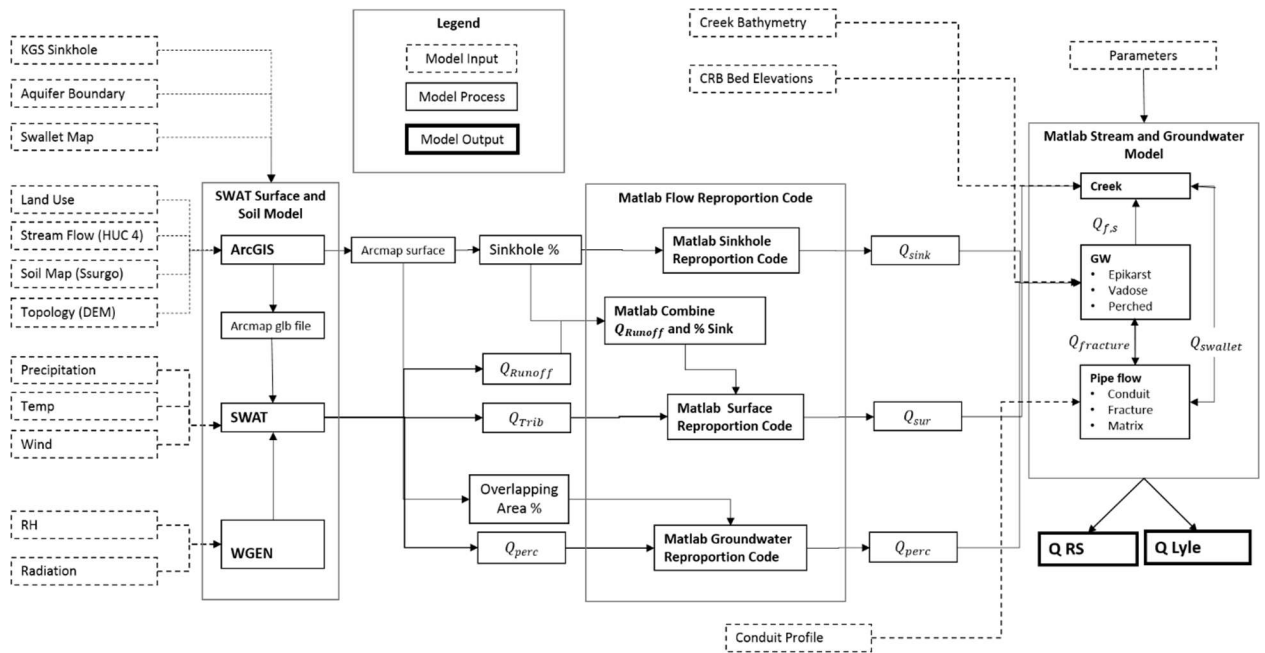 KGS Sinkhole
Aquifer Boundary
Swallet Map
Land Use
Stream Flow (HUC 4)
Soil Map (Ssurgo)
Topology (DEM)
Precipitation
Temp
Wind
RH
Radiation
Legend
Model Input
Model Process
Model Output
SWAT Surface and
Soil Model
ArcGIS
Arcmap glb file
SWAT
WGEN
Arcmap surface
Sinkhole %
Q_Runoff
Q_Trib
Overlapping
Area %
Q_perc
Matlab Flow Reproportion Code
Matlab Sinkhole
Reproportion Code
Matlab Combine
Q_Runoff and % Sink
Matlab Surface
Reproportion Code
Matlab Groundwater
Reproportion Code
Q_sink
Q_sur
Q_perc
Creek Bathymetry
CRB Bed Elevations
Conduit Profile
Parameters
Matlab Stream and Groundwater
Model
Creek
Q_f,s
GW
• Epikarst
• Vadose
• Perched
Q_fracture
Q_swallet
Pipe flow
• Conduit
• Fracture
• Matrix
Q RS
Q Lyle